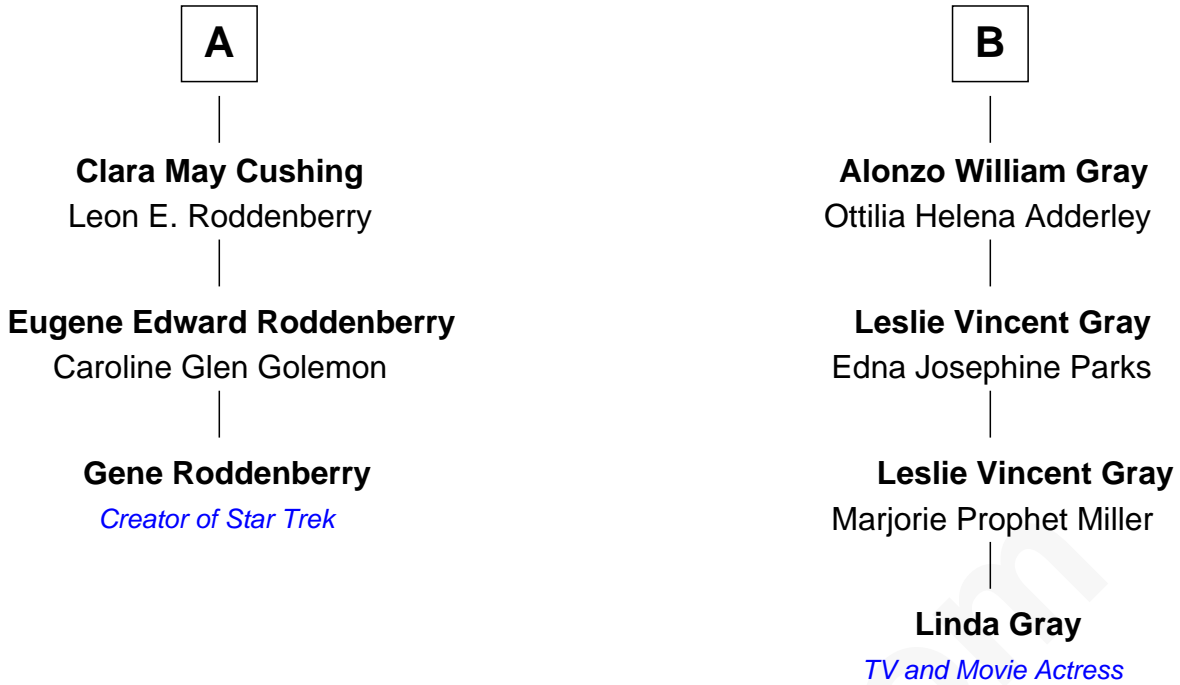 A
Clara May Cushing
Leon E. Roddenberry
Eugene Edward Roddenberry
Caroline Glen Golemon
Gene Roddenberry
Creator of Star Trek
B
Alonzo William Gray
Ottilia Helena Adderley
Leslie Vincent Gray
Edna Josephine Parks
Leslie Vincent Gray
Marjorie Prophet Miller
Linda Gray
TV and Movie Actress